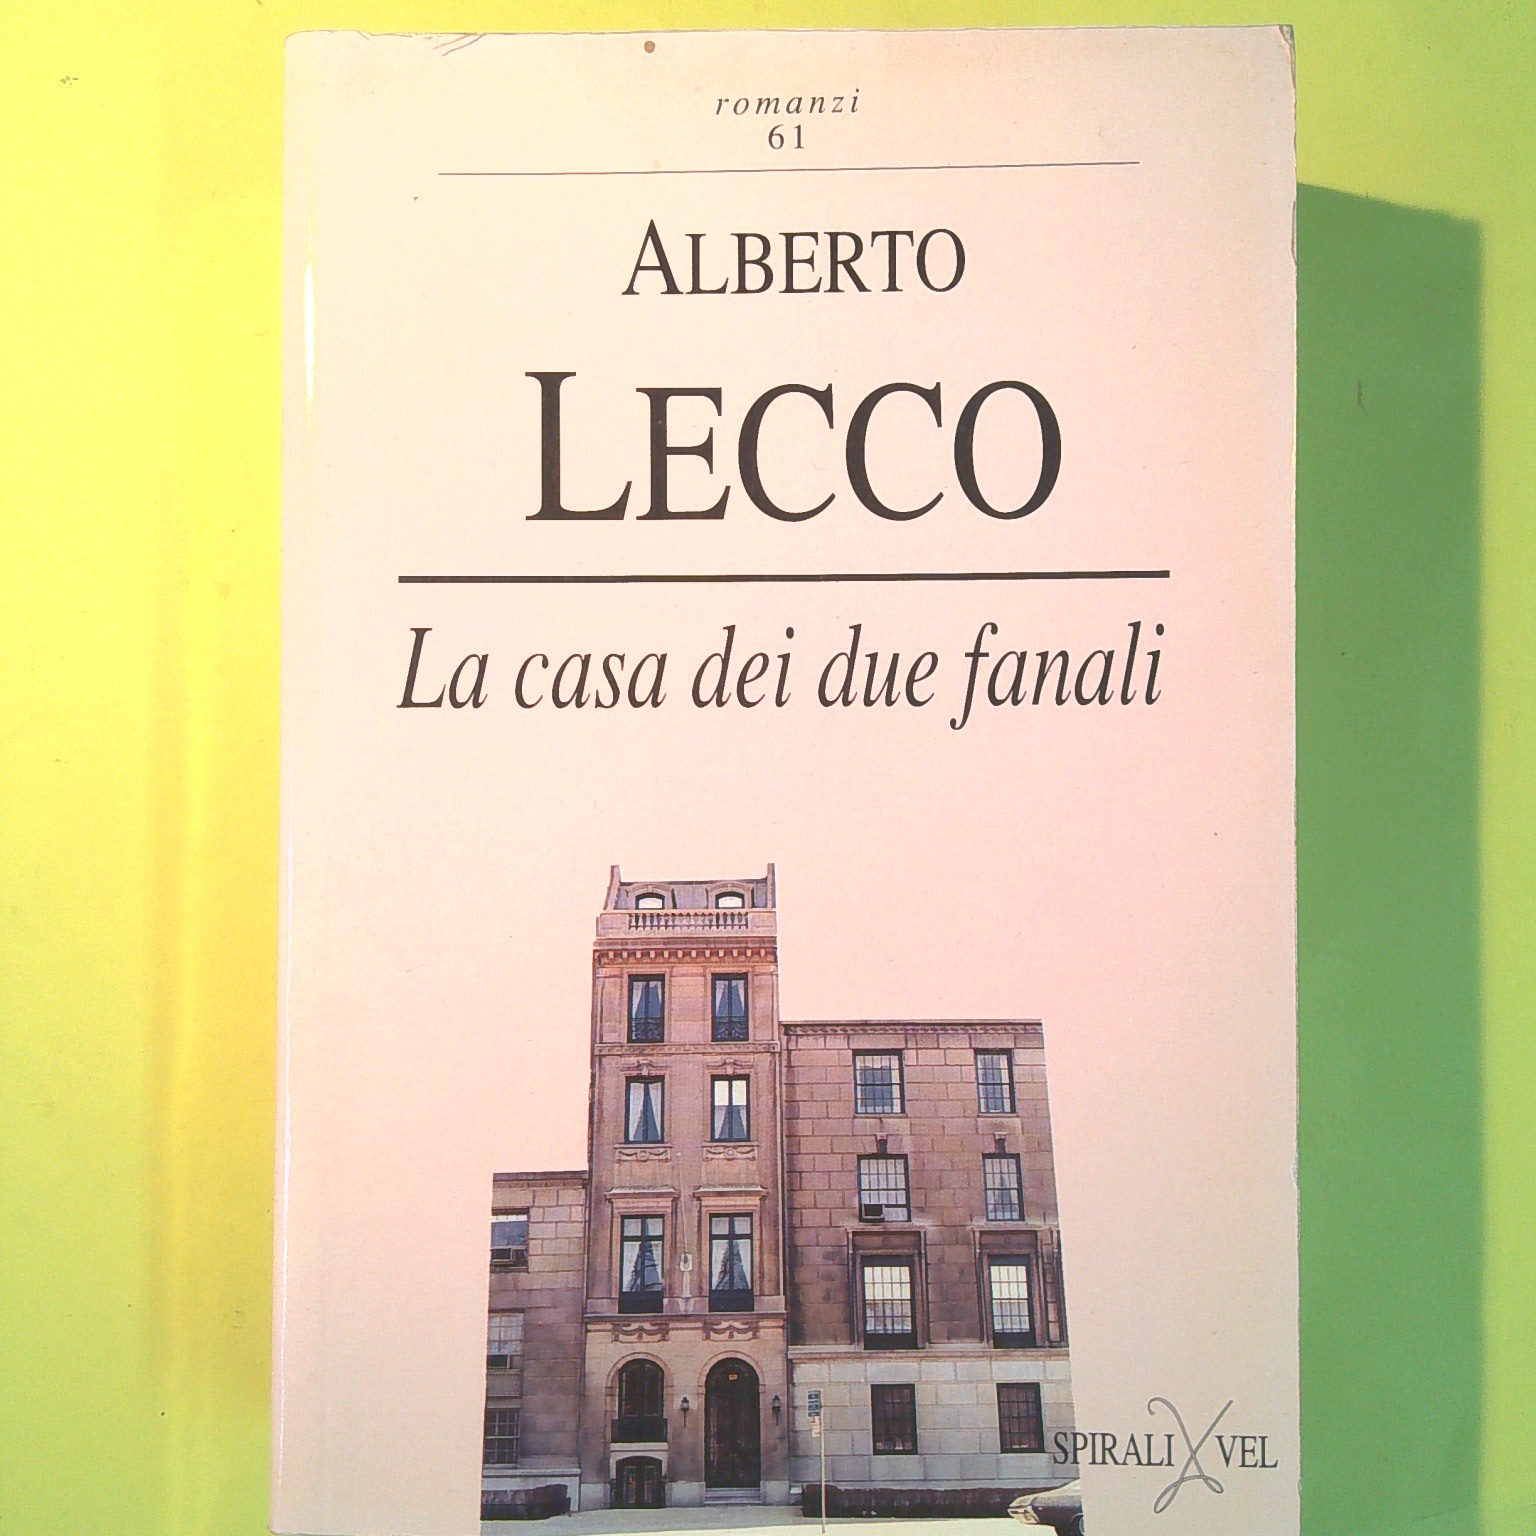 romanzi
61
ALBERTO
LECCO
La casa dei due fanali
SPIRALI VEL